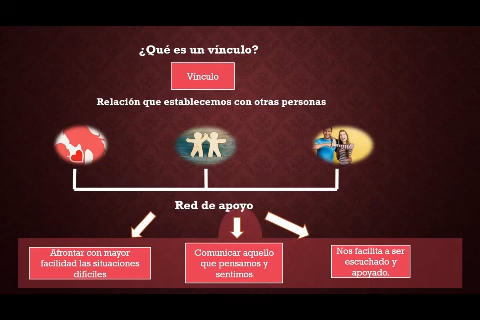 ¿Qué es un vínculo?
Vínculo
Relación que establecemos con otras personas
Red de apoyo
Afrontar con mayor
facilidad las situaciones
difíciles
Comunicar aquello
que pensamos y
sentimos
Nos facilita a ser
escuchado y
apoyado.